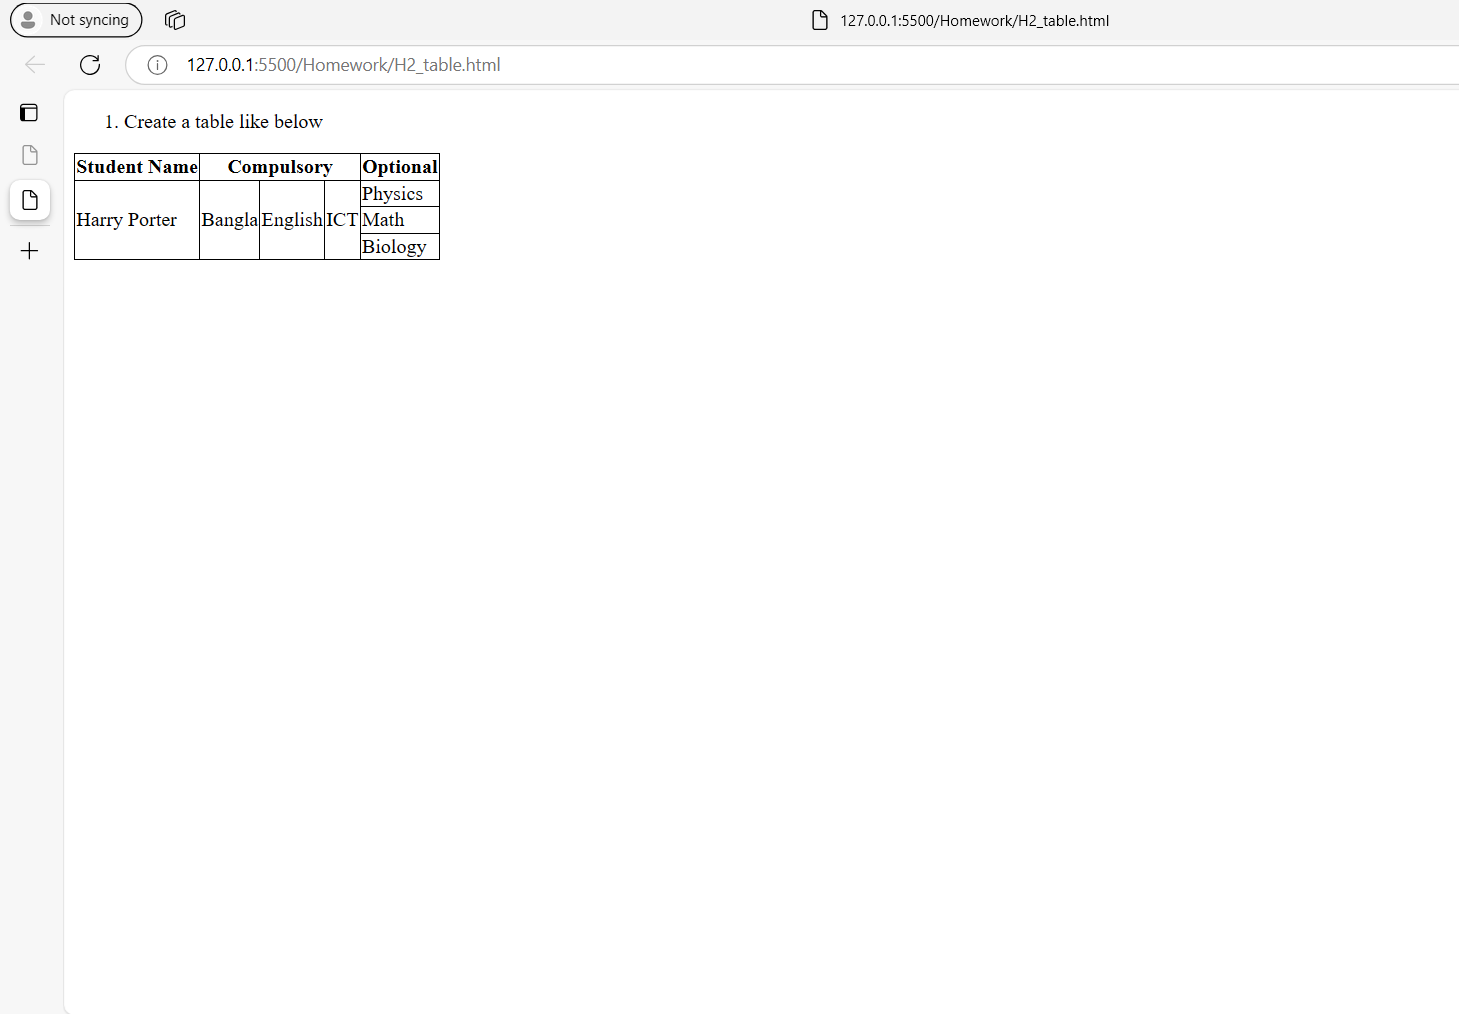 Not syncing
127.0.0.1:5500/Homework/H2_table.html
127.0.0.1:5500/Homework/H2_table.html
1. Create a table like below
Student Name Compulsory Optional
Harry Porter Bangla English ICT Physics
Math
Biology